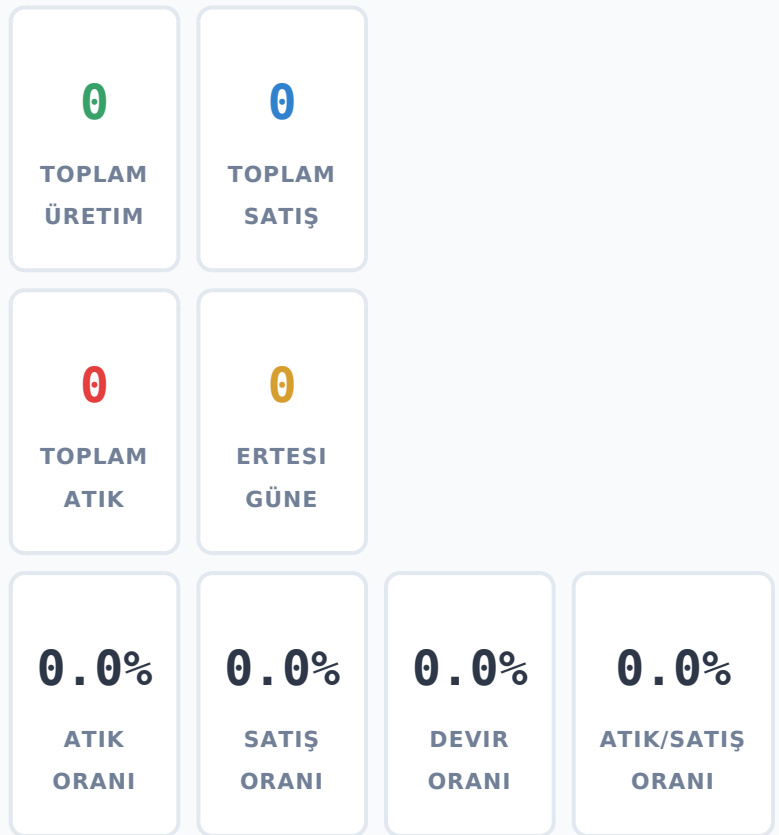 0 0
TOPLAM TOPLAM
ÜRETIM SATIŞ
0 0
TOPLAM ERTESI
ATIK GÜNE
0.0% 0.0% 0.0% 0.0%
ATIK SATIŞ DEVIR ATIK/SATIŞ
ORANI ORANI ORANI ORANI